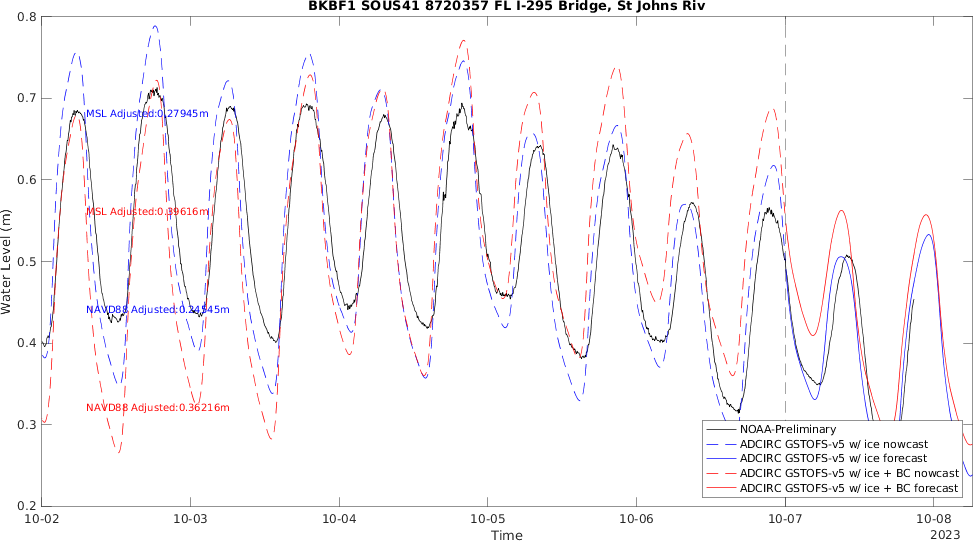 BKBF1 SOUS41 8720357 FL I-295 Bridge, St Johns Riv
0.8
0.7
0.6
0.5
0.4
0.3
0.2
Water Level (m)
MSL Adjusted:0.27945m
MSL Adjusted:0.39616m
NAVD88 Adjusted:0.24545m
NAVD88 Adjusted:0.36216m
NOAA-Preliminary
ADCIRC GSTOFS-v5 w/ ice nowcast
ADCIRC GSTOFS-v5 w/ ice forecast
ADCIRC GSTOFS-v5 w/ ice + BC nowcast
ADCIRC GSTOFS-v5 w/ ice + BC forecast
10-02 10-03 10-04 10-05 10-06 10-07 10-08
Time
2023